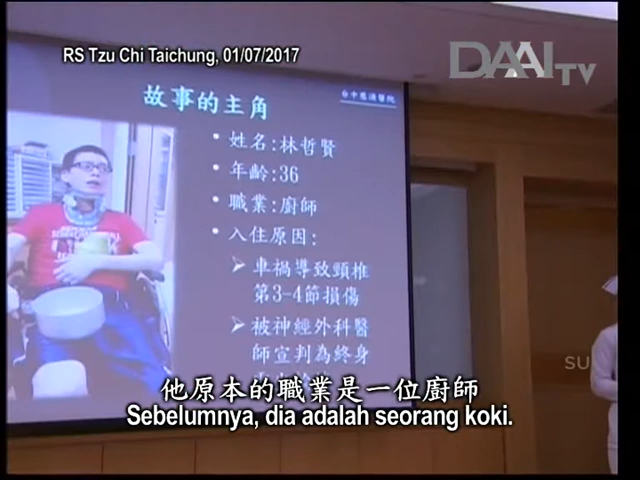 RS Tzu Chi Taichung, 01/07/2017
DAAI TV
故事的主角
台中慈濟醫院
• 姓名:林哲賢
• 年齡:36
• 職業:廚師
• 入住原因:
➢ 車禍導致頸椎
第3-4節損傷
➢ 被神經外科醫
師宣判為終身
SU
他原本的職業是一位廚師
Sebelumnya, dia adalah seorang koki.